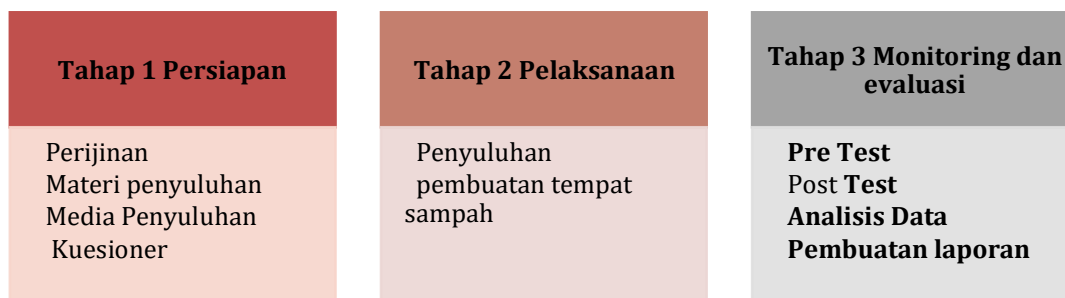 Tahap 1 Persiapan
Perijinan
Materi penyuluhan
Media Penyuluhan
Kuesioner
Tahap 2 Pelaksanaan
Penyuluhan
pembuatan tempat
sampah
Tahap 3 Monitoring dan
evaluasi
Pre Test
Post Test
Analisis Data
Pembuatan laporan